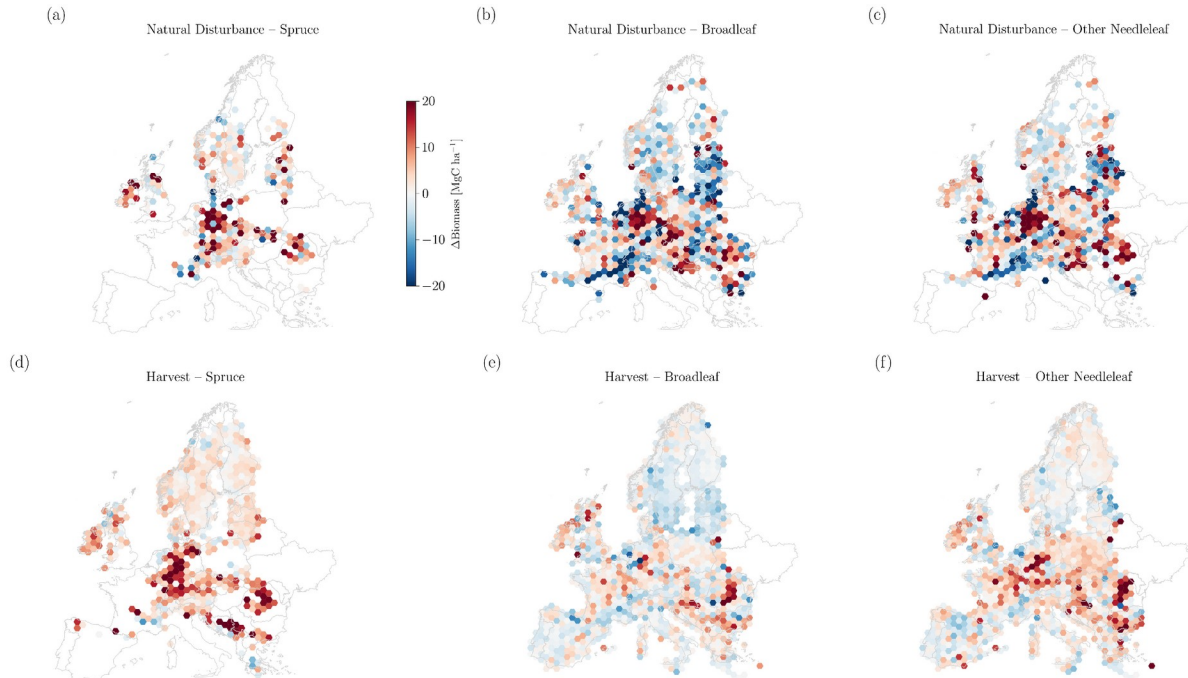 (a)
Natural Disturbance – Spruce
(b)
Natural Disturbance – Broadleaf
(c)
Natural Disturbance – Other Needleleaf
20
10
0
−10
−20
ΔBiomass [MgC ha⁻¹]
(d)
Harvest – Spruce
(e)
Harvest – Broadleaf
(f)
Harvest – Other Needleleaf